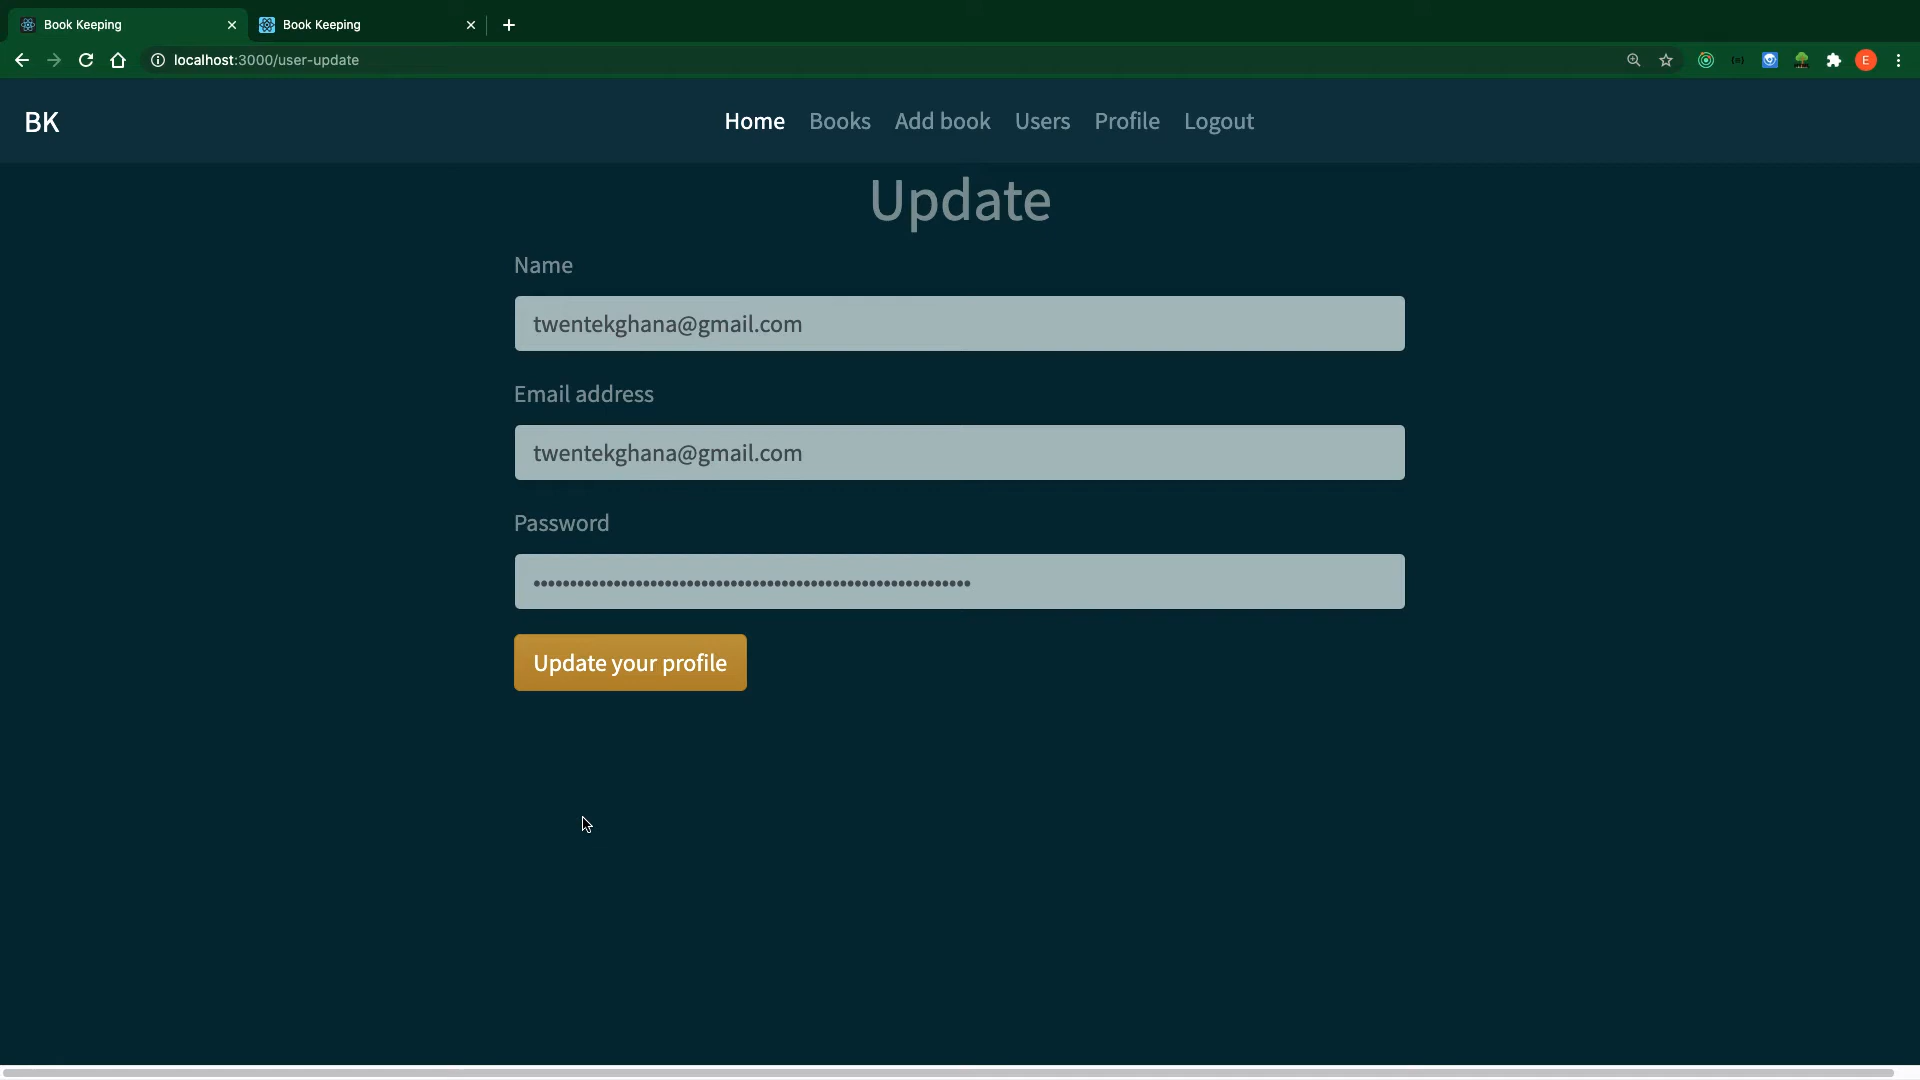 Book Keeping
Book Keeping
localhost:3000/user-update
E
BK
Home Books Add book Users Profile Logout
Update
Name
twentekghana@gmail.com
Email address
twentekghana@gmail.com
Password
Update your profile